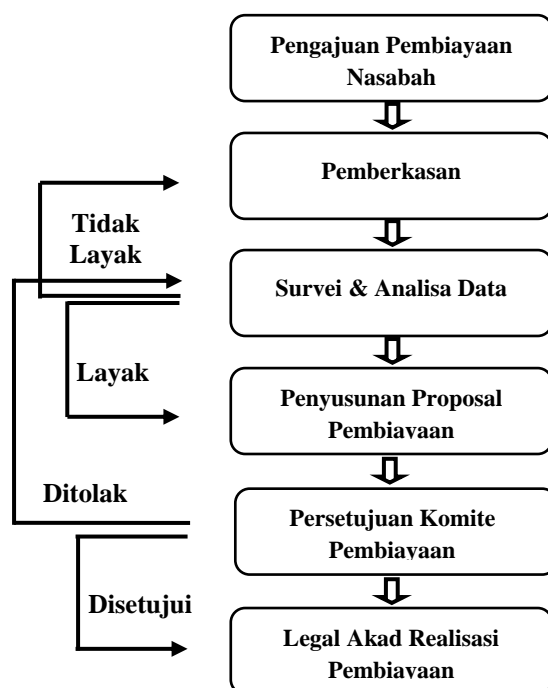 Pengajuan Pembiayaan
Nasabah
Pemberkasan
Tidak
Layak
Survei & Analisa Data
Layak
Penyusunan Proposal
Pembiayaan
Ditolak
Persetujuan Komite
Pembiayaan
Disetujui
Legal Akad Realisasi
Pembiayaan